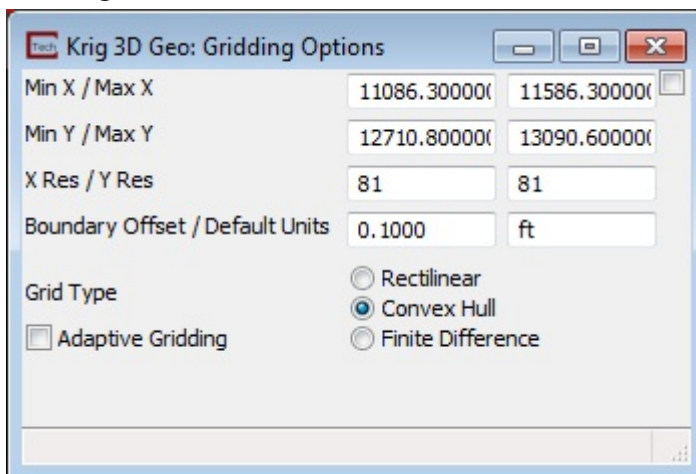 Tech Krig 3D Geo: Gridding Options
Min X / Max X 11086.30000( 11586.30000(
Min Y / Max Y 12710.80000( 13090.60000(
X Res / Y Res 81 81
Boundary Offset / Default Units 0.1000 ft
Rectilinear
Grid Type
Convex Hull
Adaptive Gridding
Finite Difference